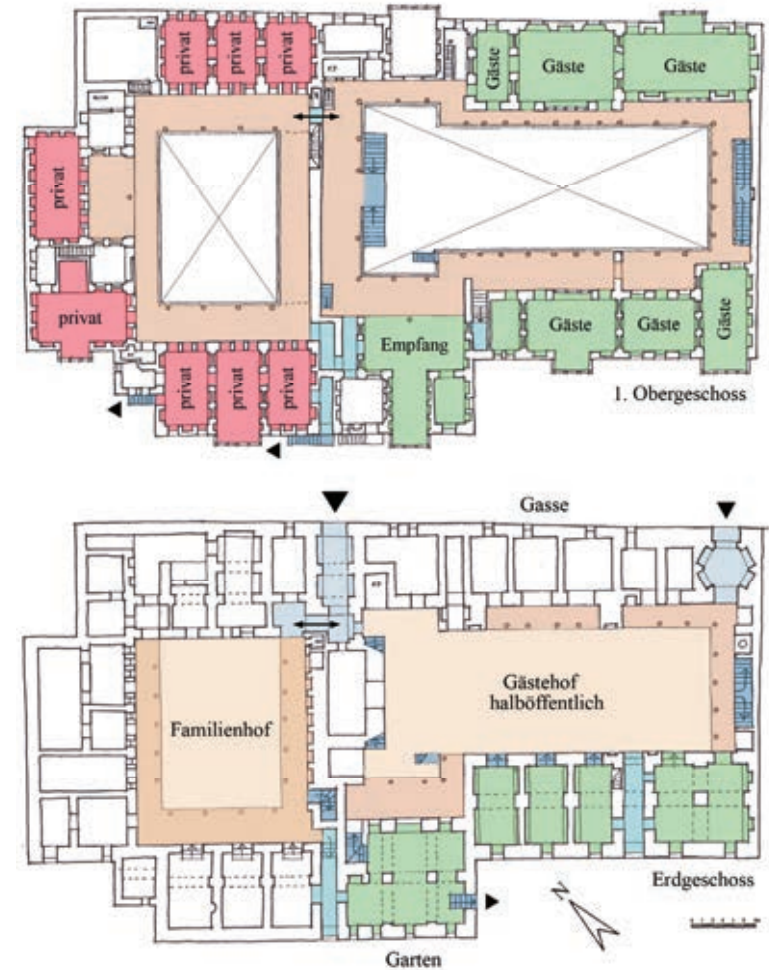 privat
privat
privat
Gäste
Gäste
Gäste
privat
privat
Empfang
Gäste
Gäste
Gäste
privat
privat
privat
1. Obergeschoss
Gasse
Familienhof
Gästehof
halböffentlich
Erdgeschoss
N
Garten